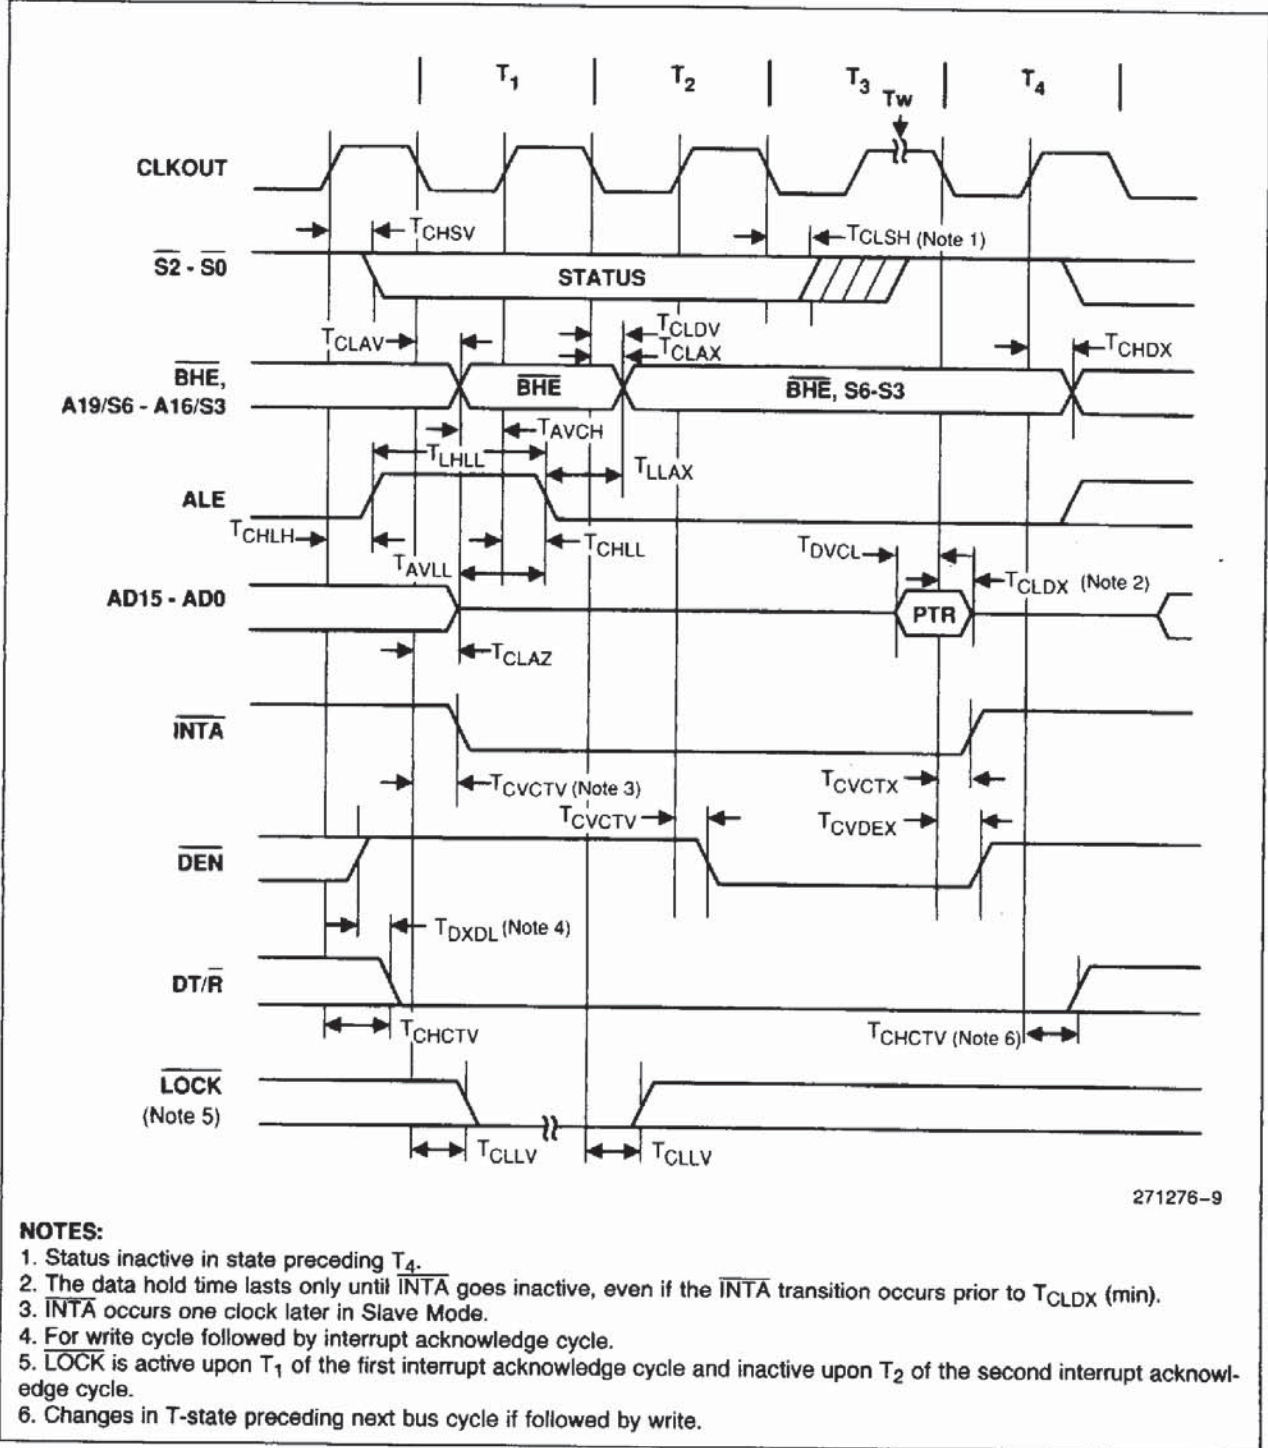 T1 T2 T3 T4
Tw
CLKOUT
TCHSV
TCLSH (Note 1)
S2 - S0
STATUS
TCLAV
TCLDV
TCLAX
TCHDX
BHE,
A19/S6 - A16/S3
BHE
BHE, S6-S3
TAVCH
TLHLL
TLLAX
ALE
TCHLH
TCHLL
TDVCL
TAVLL
TCLDX (Note 2)
AD15 - AD0
PTR
TCLAZ
INTA
TCVCTV (Note 3)
TCVCTX
TCVCTV
TCVDEX
DEN
TDXDL (Note 4)
DT/R
TCHCTV
TCHCTV (Note 6)
LOCK
(Note 5)
TCLLV
TCLLV
271276-9
NOTES:
1. Status inactive in state preceding T4.
2. The data hold time lasts only until INTA goes inactive, even if the INTA transition occurs prior to TCLDX (min).
3. INTA occurs one clock later in Slave Mode.
4. For write cycle followed by interrupt acknowledge cycle.
5. LOCK is active upon T1 of the first interrupt acknowledge cycle and inactive upon T2 of the second interrupt acknowl-
edge cycle.
6. Changes in T-state preceding next bus cycle if followed by write.